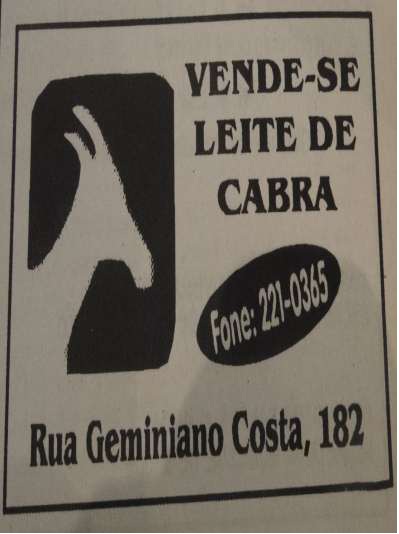 VENDE-SE
LEITE DE
CABRA
Fone: 221-0365
Rua Geminiano Costa, 182